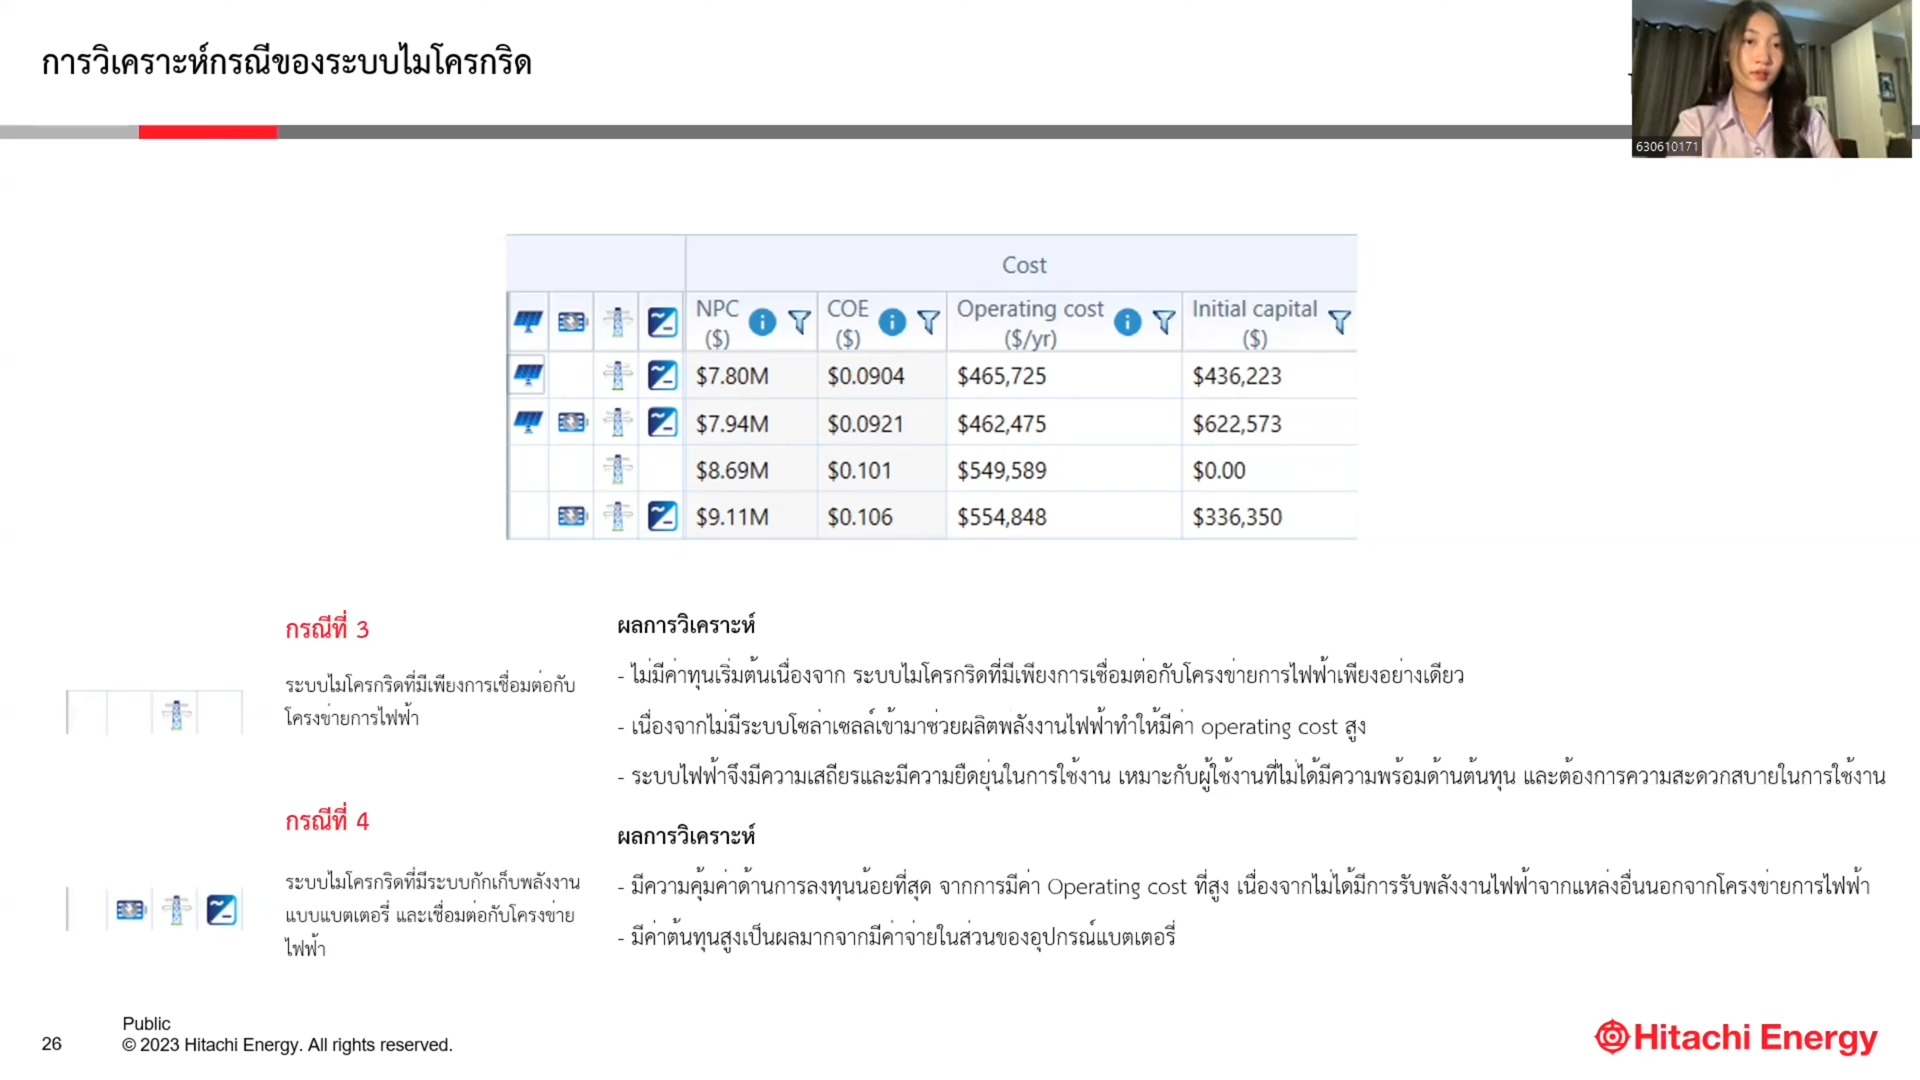 การวิเคราะห์กรณีของระบบไมโครกริด
630610171
Cost
NPC ($) COE ($) Operating cost ($/yr) Initial capital ($)
$7.80M $0.0904 $465,725 $436,223
$7.94M $0.0921 $462,475 $622,573
$8.69M $0.101 $549,589 $0.00
$9.11M $0.106 $554,848 $336,350
กรณีที่ 3
ระบบไมโครกริดที่มีเพียงการเชื่อมต่อกับ
โครงข่ายการไฟฟ้า
ผลการวิเคราะห์
- ไม่มีค่าทุนเริ่มต้นเนื่องจาก ระบบไมโครกริดที่มีเพียงการเชื่อมต่อกับโครงข่ายการไฟฟ้าเพียงอย่างเดียว
- เนื่องจากไม่มีระบบโซล่าเซลล์เข้ามาช่วยผลิตพลังงานไฟฟ้าทำให้มีค่า operating cost สูง
- ระบบไฟฟ้าจึงมีความเสถียรและมีความยืดยุ่นในการใช้งาน เหมาะกับผู้ใช้งานที่ไม่ได้มีความพร้อมด้านต้นทุน และต้องการความสะดวกสบายในการใช้งาน
กรณีที่ 4
ระบบไมโครกริดที่มีระบบกักเก็บพลังงาน
แบบแบตเตอรี่ และเชื่อมต่อกับโครงข่าย
ไฟฟ้า
ผลการวิเคราะห์
- มีความคุ้มค่าด้านการลงทุนน้อยที่สุด จากการมีค่า Operating cost ที่สูง เนื่องจากไม่ได้มีการรับพลังงานไฟฟ้าจากแหล่งอื่นนอกจากโครงข่ายการไฟฟ้า
- มีค่าต้นทุนสูงเป็นผลมากจากมีค่าจ่ายในส่วนของอุปกรณ์แบตเตอรี่
26
Public
© 2023 Hitachi Energy. All rights reserved.
Hitachi Energy